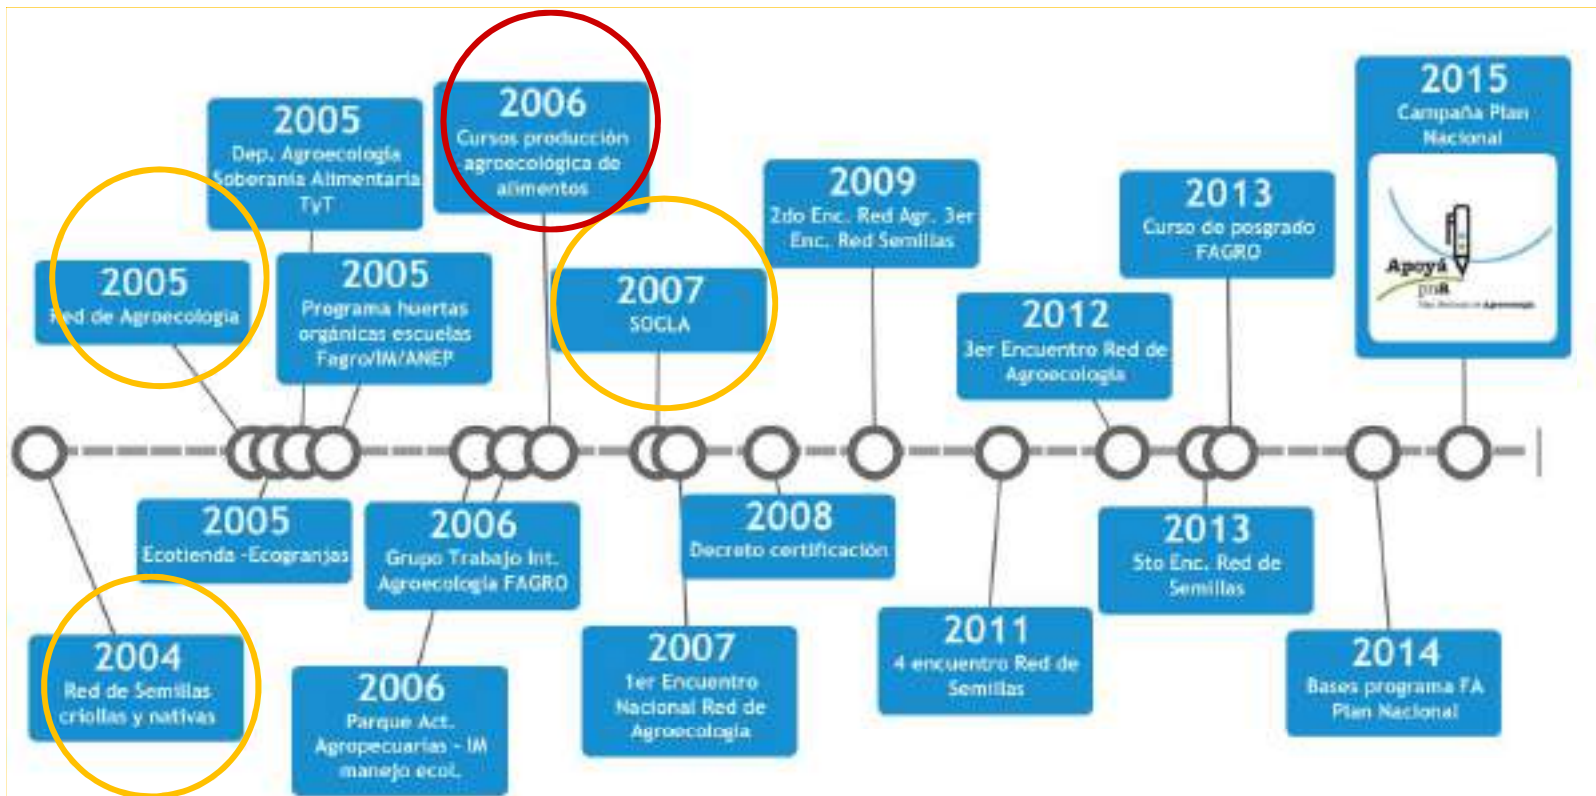 2004
Red de Semillas
criollas y nativas
2005
Red de Agroecología
2005
Ecotienda -Ecogranjas
2005
Dep. Agroecología
Soberanía Alimentaria
TyT
2005
Programa huertas
orgánicas escuelas
Fagro/IM/ANEP
2006
Parque Act.
Agropecuarias - IM
manejo ecol.
2006
Grupo Trabajo Int.
Agroecología FAGRO
2006
Cursos producción
agroecológica de
alimentos
2007
SOCLA
2007
1er Encuentro
Nacional Red de
Agroecología
2008
Decreto certificación
2009
2do Enc. Red Agr. 3er
Enc. Red Semillas
2011
4 encuentro Red de
Semillas
2012
3er Encuentro Red de
Agroecología
2013
5to Enc. Red de
Semillas
2013
Curso de posgrado
FAGRO
2014
Bases programa FA
Plan Nacional
2015
Campaña Plan
Nacional
Apoyá